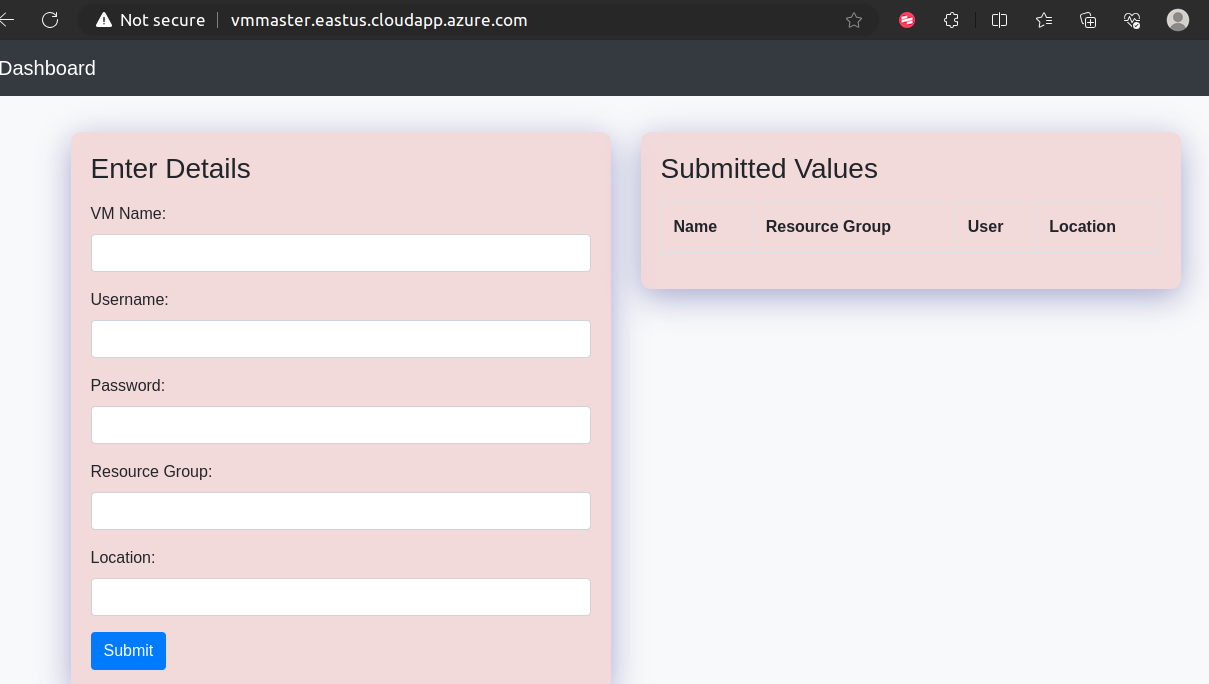 Not secure vmmaster.eastus.cloudapp.azure.com
Dashboard
Enter Details
VM Name:
Username:
Password:
Resource Group:
Location:
Submit
Submitted Values
Name Resource Group User Location